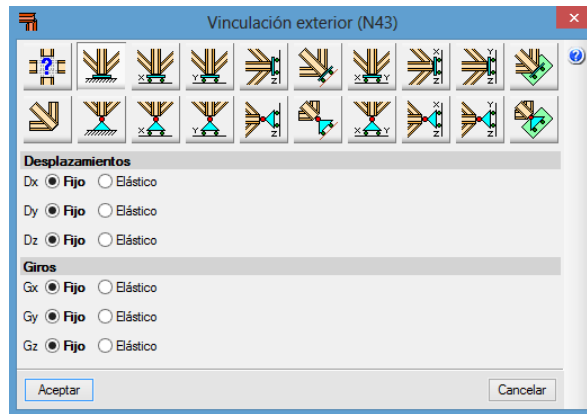 Vinculación exterior (N43)
Desplazamientos
Dx Fijo Elástico
Dy Fijo Elástico
Dz Fijo Elástico
Giros
Gx Fijo Elástico
Gy Fijo Elástico
Gz Fijo Elástico
Aceptar Cancelar